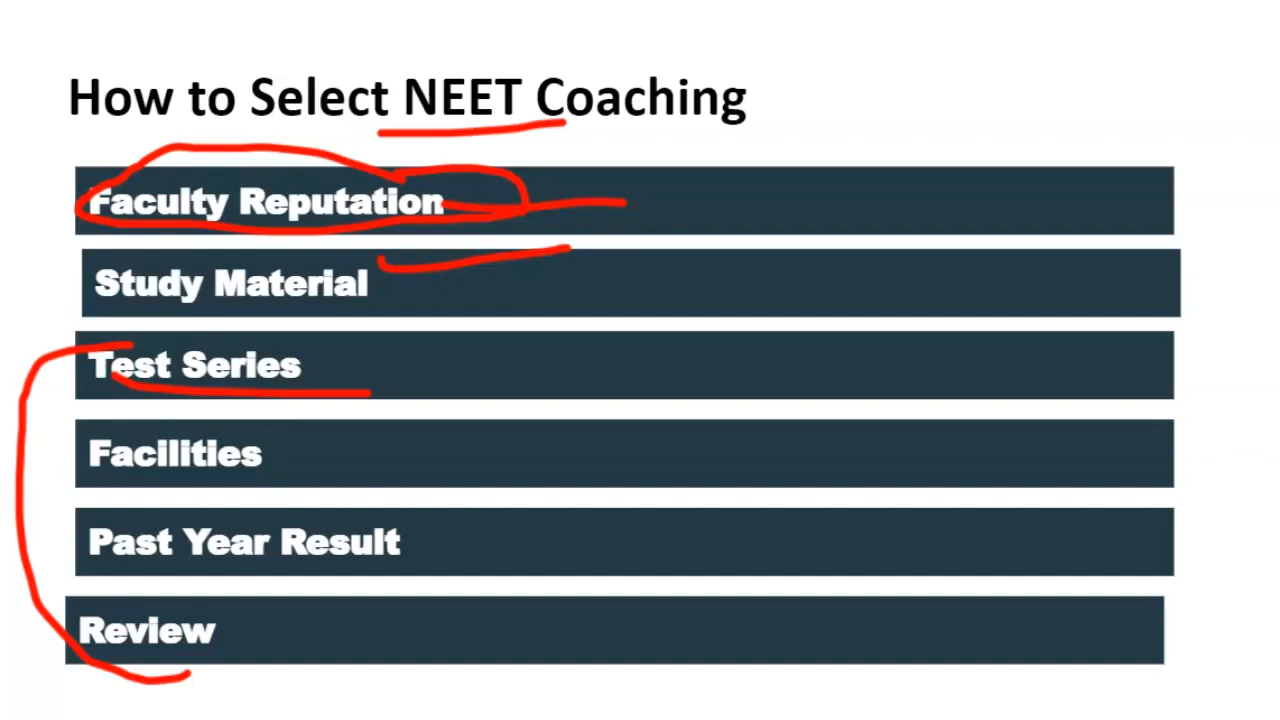 How to Select NEET Coaching
Faculty Reputation
Study Material
Test Series
Facilities
Past Year Result
Review